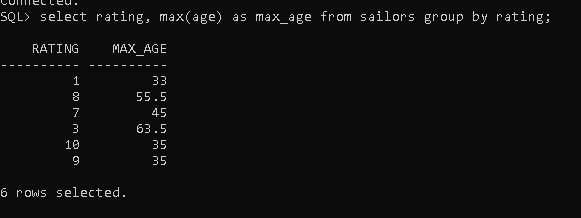 Connected.
SQL> select rating, max(age) as max_age from sailors group by rating;
RATING MAX_AGE
---------- ----------
1 33
8 55.5
7 45
3 63.5
10 35
9 35
6 rows selected.